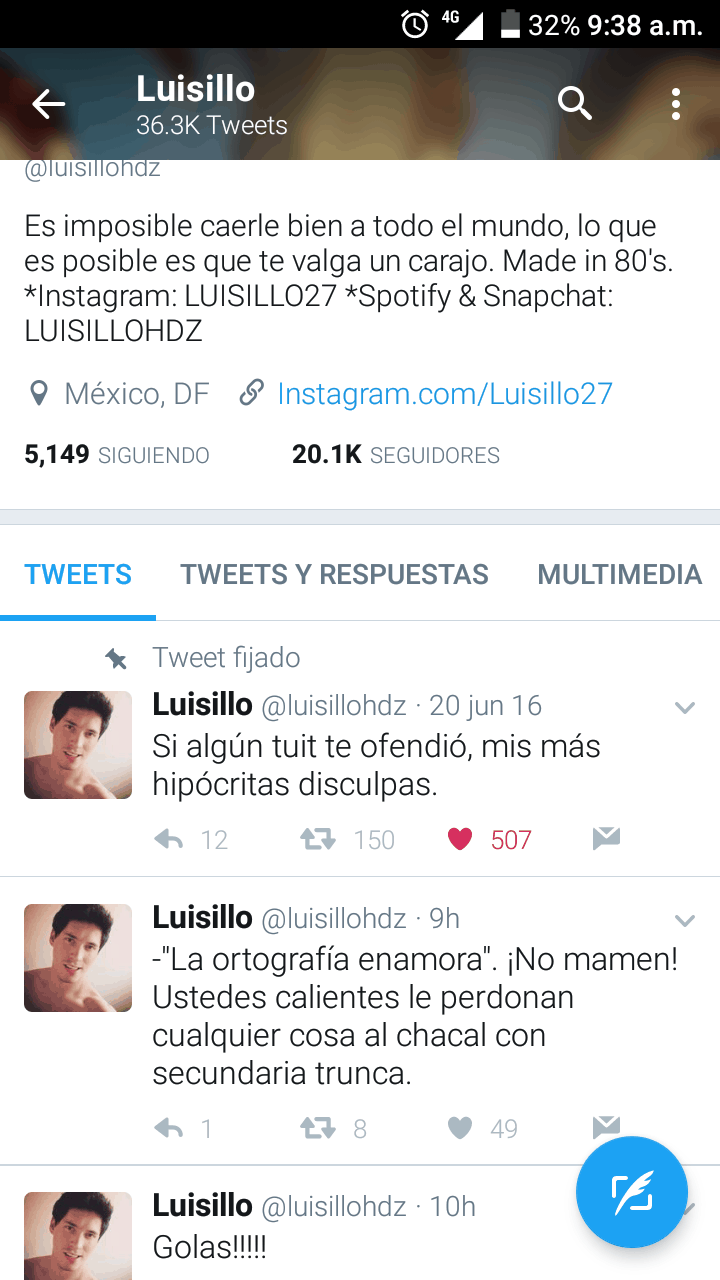 4G 32% 9:38 a.m.
Luisillo
36.3K Tweets
@luisillohdz
Es imposible caerle bien a todo el mundo, lo que
es posible es que te valga un carajo. Made in 80's.
*Instagram: LUISILLO27 *Spotify & Snapchat:
LUISILLOHDZ
México, DF Instagram.com/Luisillo27
5,149 SIGUIENDO 20.1K SEGUIDORES
TWEETS TWEETS Y RESPUESTAS MULTIMEDIA
Tweet fijado
Luisillo @luisillohdz · 20 jun 16
Si algún tuit te ofendió, mis más
hipócritas disculpas.
12 150 507
Luisillo @luisillohdz · 9h
-"La ortografía enamora". ¡No mamen!
Ustedes calientes le perdonan
cualquier cosa al chacal con
secundaria trunca.
1 8 49
Luisillo @luisillohdz · 10h
Golas!!!!!